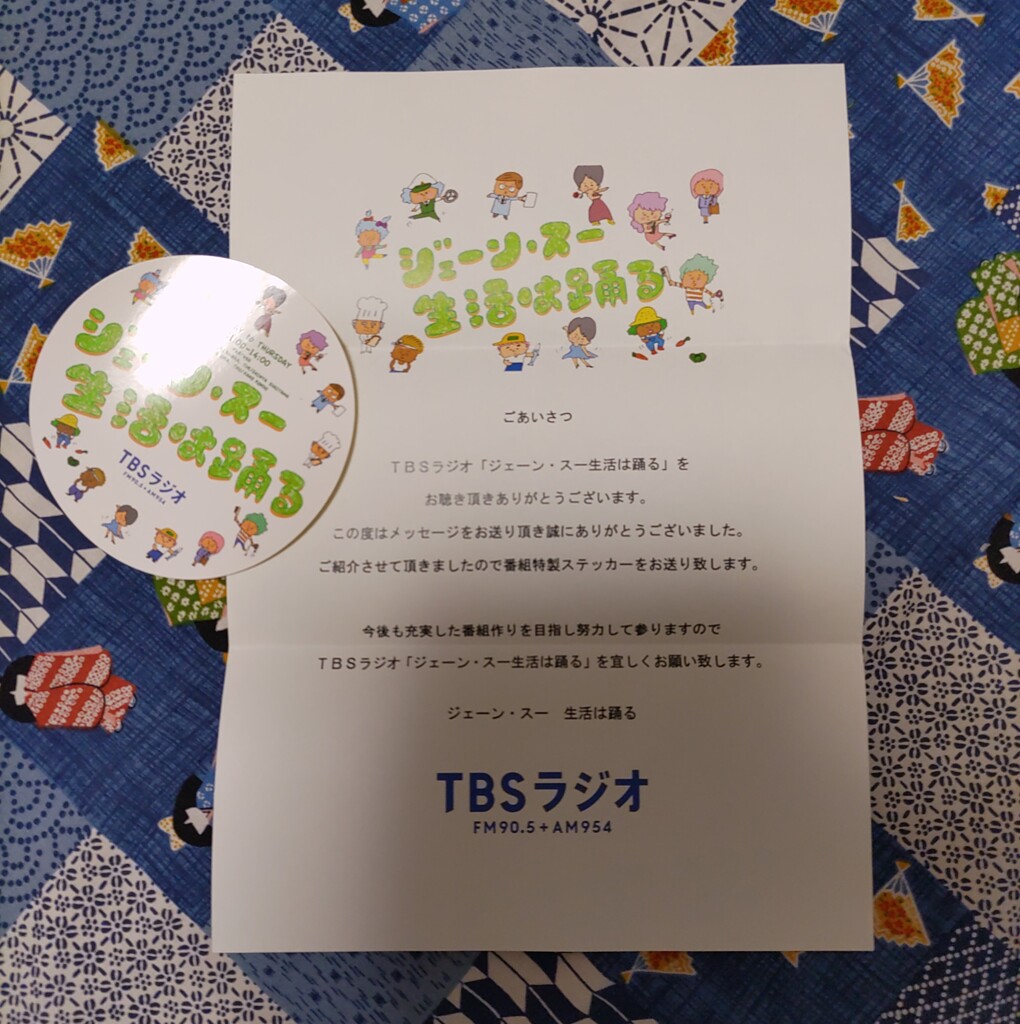 ジェーン・スー
生活は踊る
ごあいさつ
TBSラジオ「ジェーン・スー生活は踊る」を
お聴き頂きありがとうございます。
この度はメッセージをお送り頂き誠にありがとうございました。
ご紹介させて頂きましたので番組特製ステッカーをお送り致します。
今後も充実した番組作りを目指し努力して参りますので
TBSラジオ「ジェーン・スー生活は踊る」を宜しくお願い致します。
ジェーン・スー　生活は踊る
TBSラジオ
FM90.5+AM954
THURSDAY
ジェーン・スー
生活は踊る
TBSラジオ
FM90.5+AM954